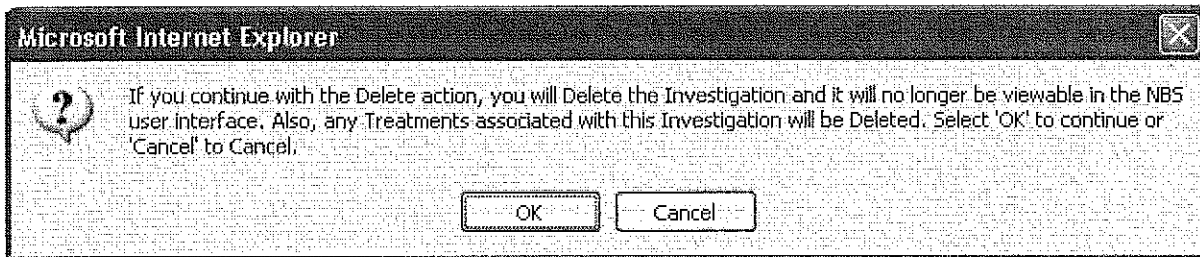 Microsoft Internet Explorer
If you continue with the Delete action, you will Delete the Investigation and it will no longer be viewable in the NBS
user interface. Also, any Treatments associated with this Investigation will be Deleted. Select 'OK' to continue or
'Cancel' to Cancel.
OK Cancel